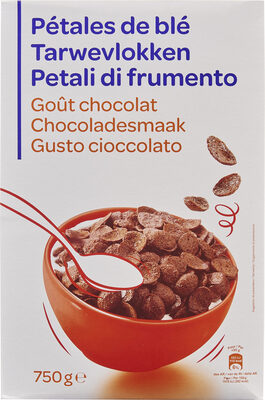 Pétales de blé
Tarwevlokken
Petali di frumento
Goût chocolat
Chocoladesmaak
Gusto cioccolato
750g e